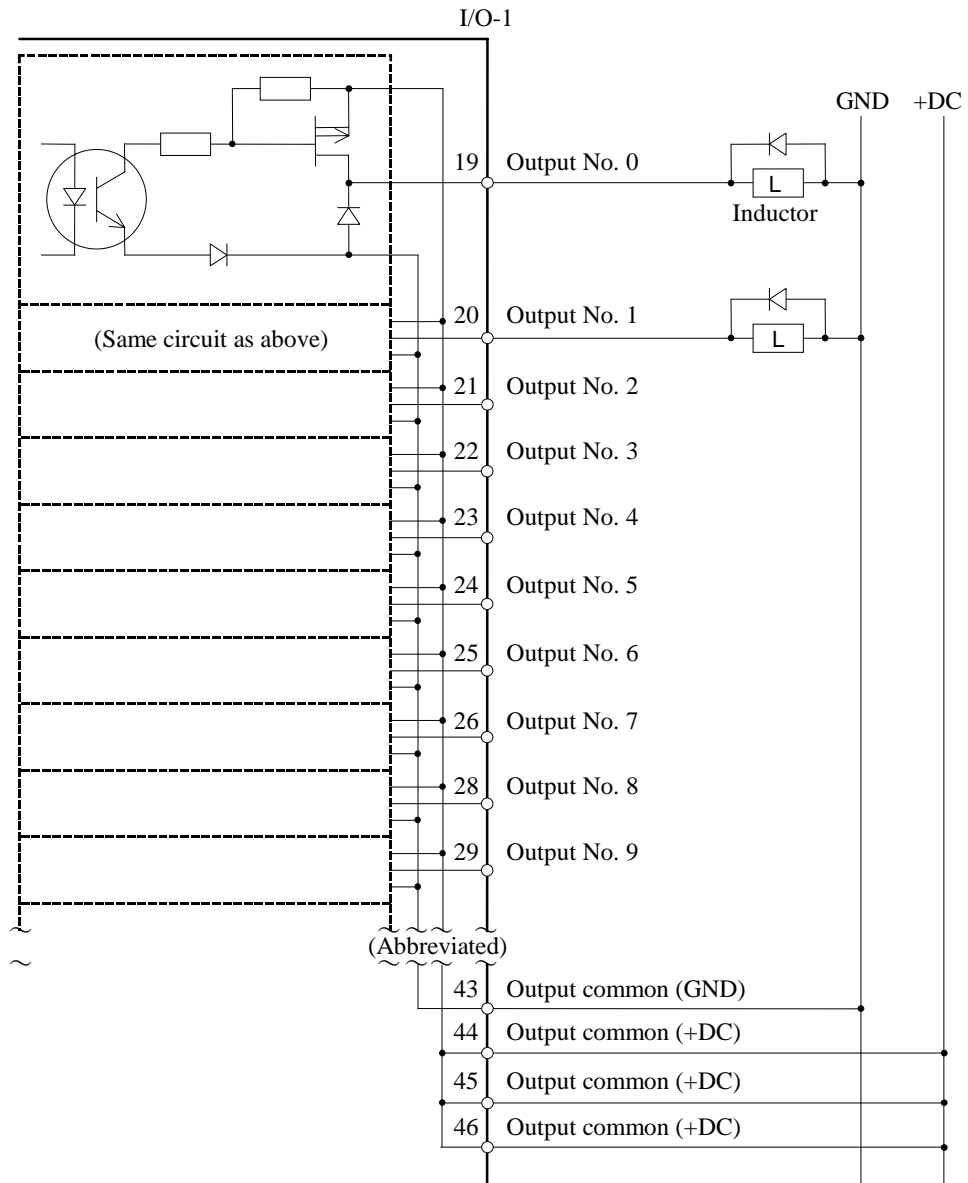 I/O-1
GND +DC
19 Output No. 0
L
Inductor
20 Output No. 1
(Same circuit as above)
L
21 Output No. 2
22 Output No. 3
23 Output No. 4
24 Output No. 5
25 Output No. 6
26 Output No. 7
28 Output No. 8
29 Output No. 9
(Abbreviated)
43 Output common (GND)
44 Output common (+DC)
45 Output common (+DC)
46 Output common (+DC)